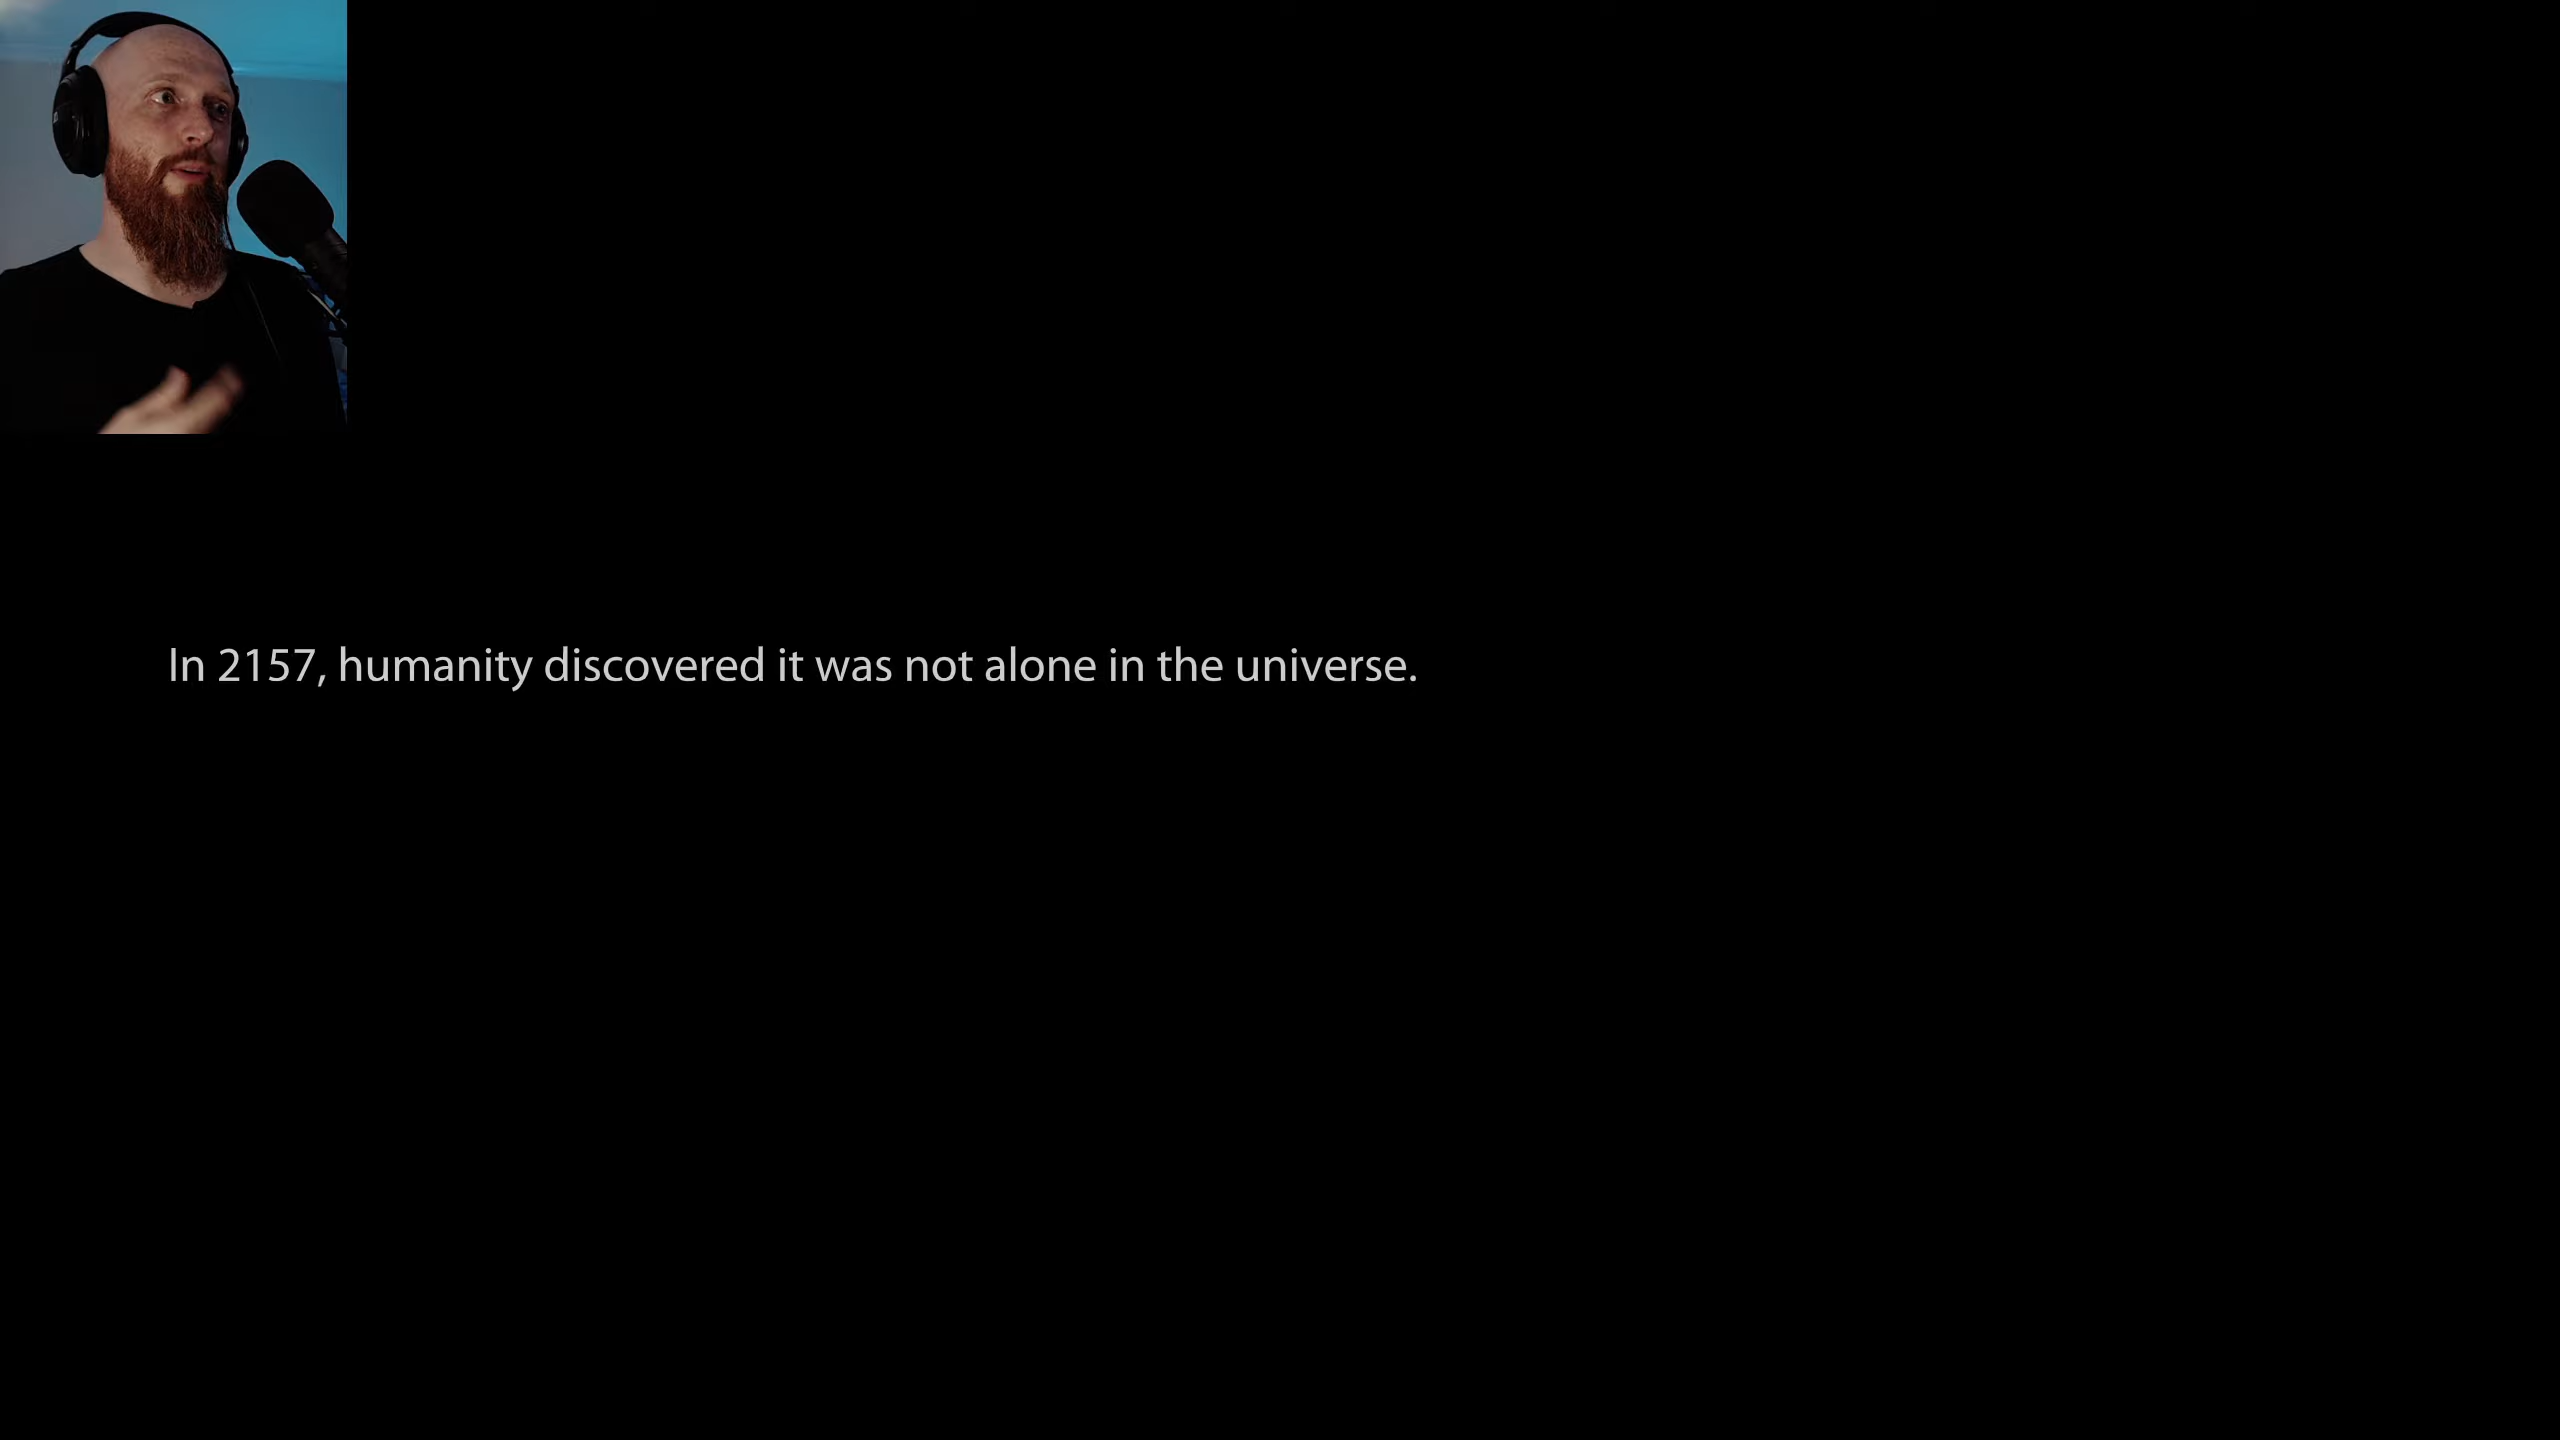 In 2157, humanity discovered it was not alone in the universe.